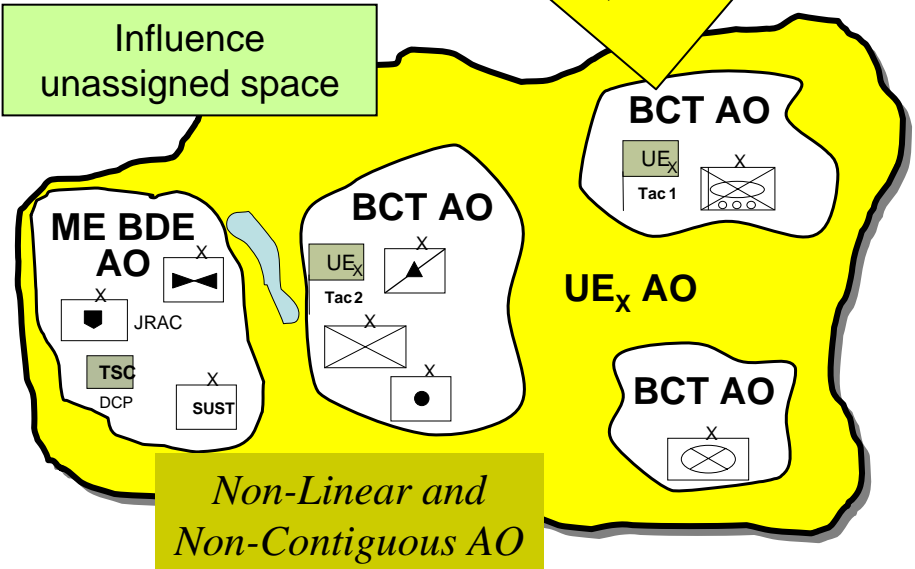 Influence
unassigned space
BCT AO
UEX
X
Tac 1
ME BDE
AO
X
X
JRAC
TSC
DCP
X
SUST
BCT AO
UEX
X
Tac 2
X
X
UEX AO
BCT AO
X
Non-Linear and
Non-Contiguous AO